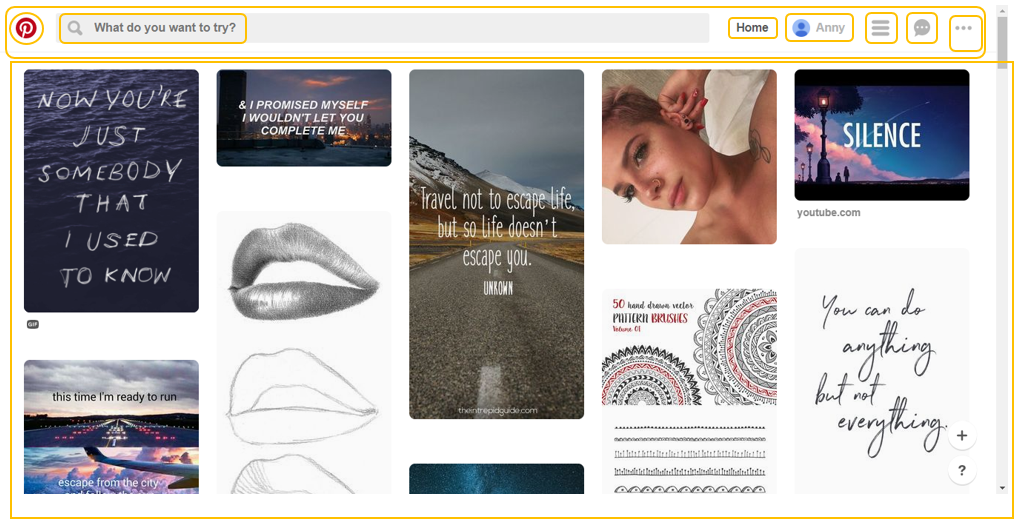 What do you want to try?
Home
Anny
NOW YOU'RE
JUST
SOMEBODY
THAT
I USED
TO KNOW
GIF
this time I'm ready to run
escape from the city
& I PROMISED MYSELF
I WOULDN'T LET YOU
COMPLETE ME
Travel not to escape life,
but so life doesn't
escape you.
UNKOWN
theintrepidguide.com
50 hand drawn vector
PATTERN BRUSHES
Volume 01
SILENCE
youtube.com
You can do
anything
but not
everything.
+
?